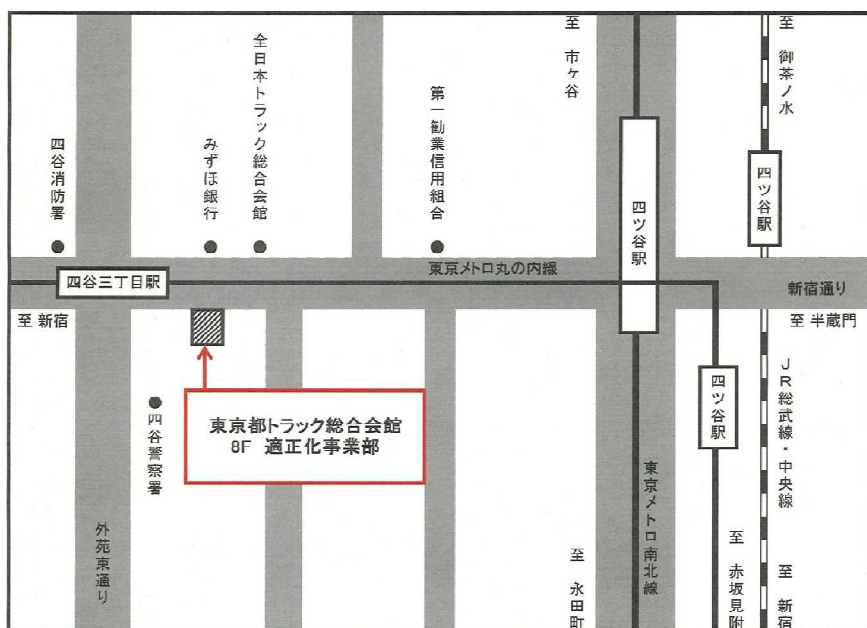 至 市ヶ谷
至 御茶ノ水
全日本トラック総合会館
第一勧業信用組合
みずほ銀行
四谷消防署
四ツ谷駅
四ツ谷駅
東京メトロ丸の内線
四谷三丁目駅
新宿通り
至 新宿
至 半蔵門
JR総武線・中央線
四ツ谷駅
東京都トラック総合会館
8F 適正化事業部
四谷警察署
東京メトロ南北線
外苑東通り
至 永田町
至 赤坂見附
至 新宿